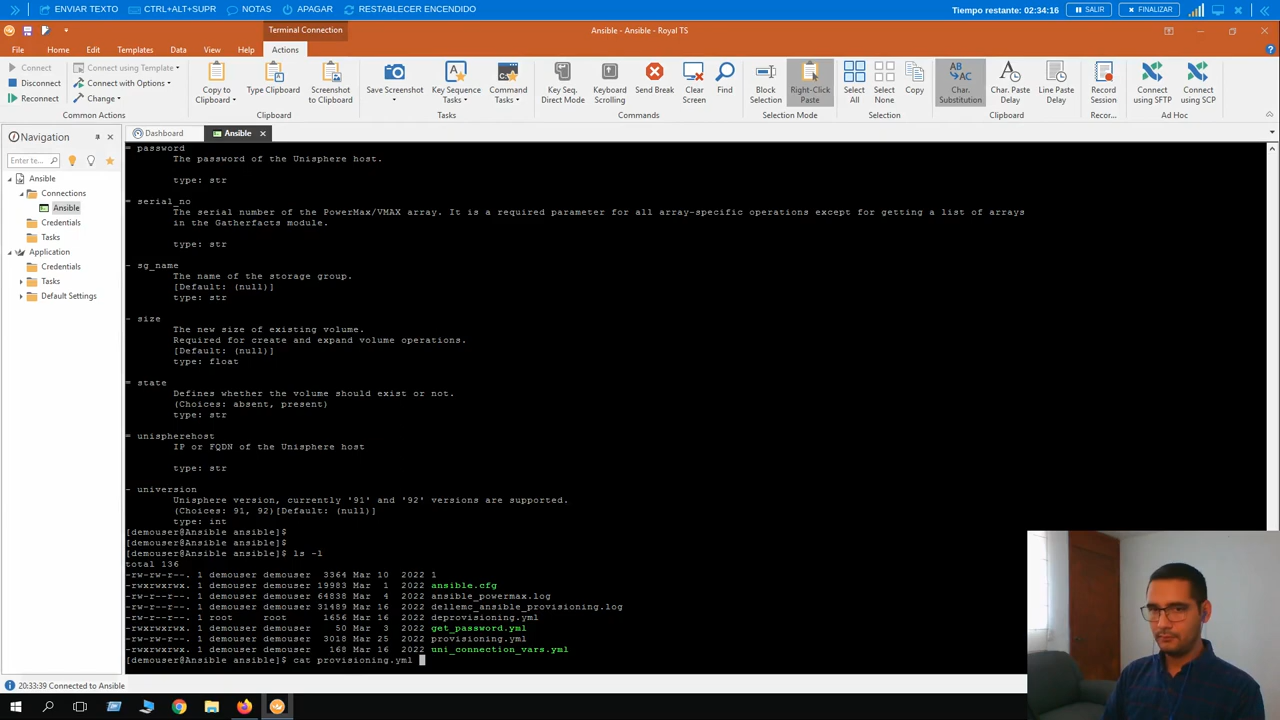 ENVIAR TEXTO CTRL+ALT+SUPR NOTAS APAGAR RESTABLECER ENCENDIDO Tiempo restante: 02:34:16 SALIR FINALIZAR
Terminal Connection Ansible - Ansible - Royal TS
File Home Edit Templates Data View Help Actions
Connect Connect using Template
Disconnect Connect with Options
Reconnect Change
Common Actions
Copy to Clipboard Type Clipboard Screenshot to Clipboard
Clipboard
Save Screenshot Key Sequence Tasks Command Tasks
Tasks
Key Seq. Direct Mode Keyboard Scrolling Send Break Clear Screen Find
Commands
Block Selection Right-Click Paste
Selection Mode
Select All Select None Copy
Selection
Char. Substitution Char. Paste Delay Line Paste Delay
Clipboard
Record Session
Recor...
Connect using SFTP Connect using SCP
Ad Hoc
Navigation
Enter te...
Ansible
Connections
Ansible
Credentials
Tasks
Application
Credentials
Tasks
Default Settings
Dashboard Ansible
= password
The password of the Unisphere host.
type: str
= serial_no
The serial number of the PowerMax/VMAX array. It is a required parameter for all array-specific operations except for getting a list of arrays
in the Gatherfacts module.
type: str
- sg_name
The name of the storage group.
[Default: (null)]
type: str
- size
The new size of existing volume.
Required for create and expand volume operations.
[Default: (null)]
type: float
= state
Defines whether the volume should exist or not.
(Choices: absent, present)
type: str
= unispherehost
IP or FQDN of the Unisphere host
type: str
- universion
Unisphere version, currently '91' and '92' versions are supported.
(Choices: 91, 92)[Default: (null)]
type: int
[demouser@Ansible ansible]$
[demouser@Ansible ansible]$
[demouser@Ansible ansible]$ ls -l
total 136
-rw-rw-r--. 1 demouser demouser 3364 Mar 10 2022 1
-rwxrwxrwx. 1 demouser demouser 19983 Mar 1 2022 ansible.cfg
-rw-rw-r--. 1 demouser demouser 64838 Mar 4 2022 ansible_powermax.log
-rw-rw-r--. 1 demouser demouser 31489 Mar 16 2022 dellemc_ansible_provisioning.log
-rw-r--r--. 1 root root 1656 Mar 16 2022 deprovisioning.yml
-rwxrwxrwx. 1 demouser demouser 50 Mar 3 2022 get_password.yml
-rw-rw-r--. 1 demouser demouser 3018 Mar 25 2022 provisioning.yml
-rwxrwxrwx. 1 demouser demouser 168 Mar 16 2022 uni_connection_vars.yml
[demouser@Ansible ansible]$ cat provisioning.yml
20:33:39 Connected to Ansible